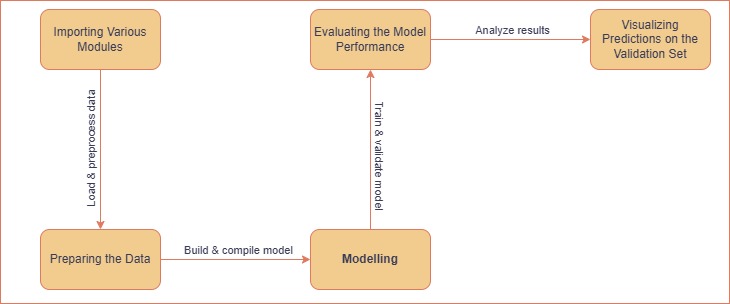 Importing Various
Modules
Load & preprocess data
Preparing the Data
Build & compile model
Modelling
Train & validate model
Evaluating the Model
Performance
Analyze results
Visualizing
Predictions on the
Validation Set